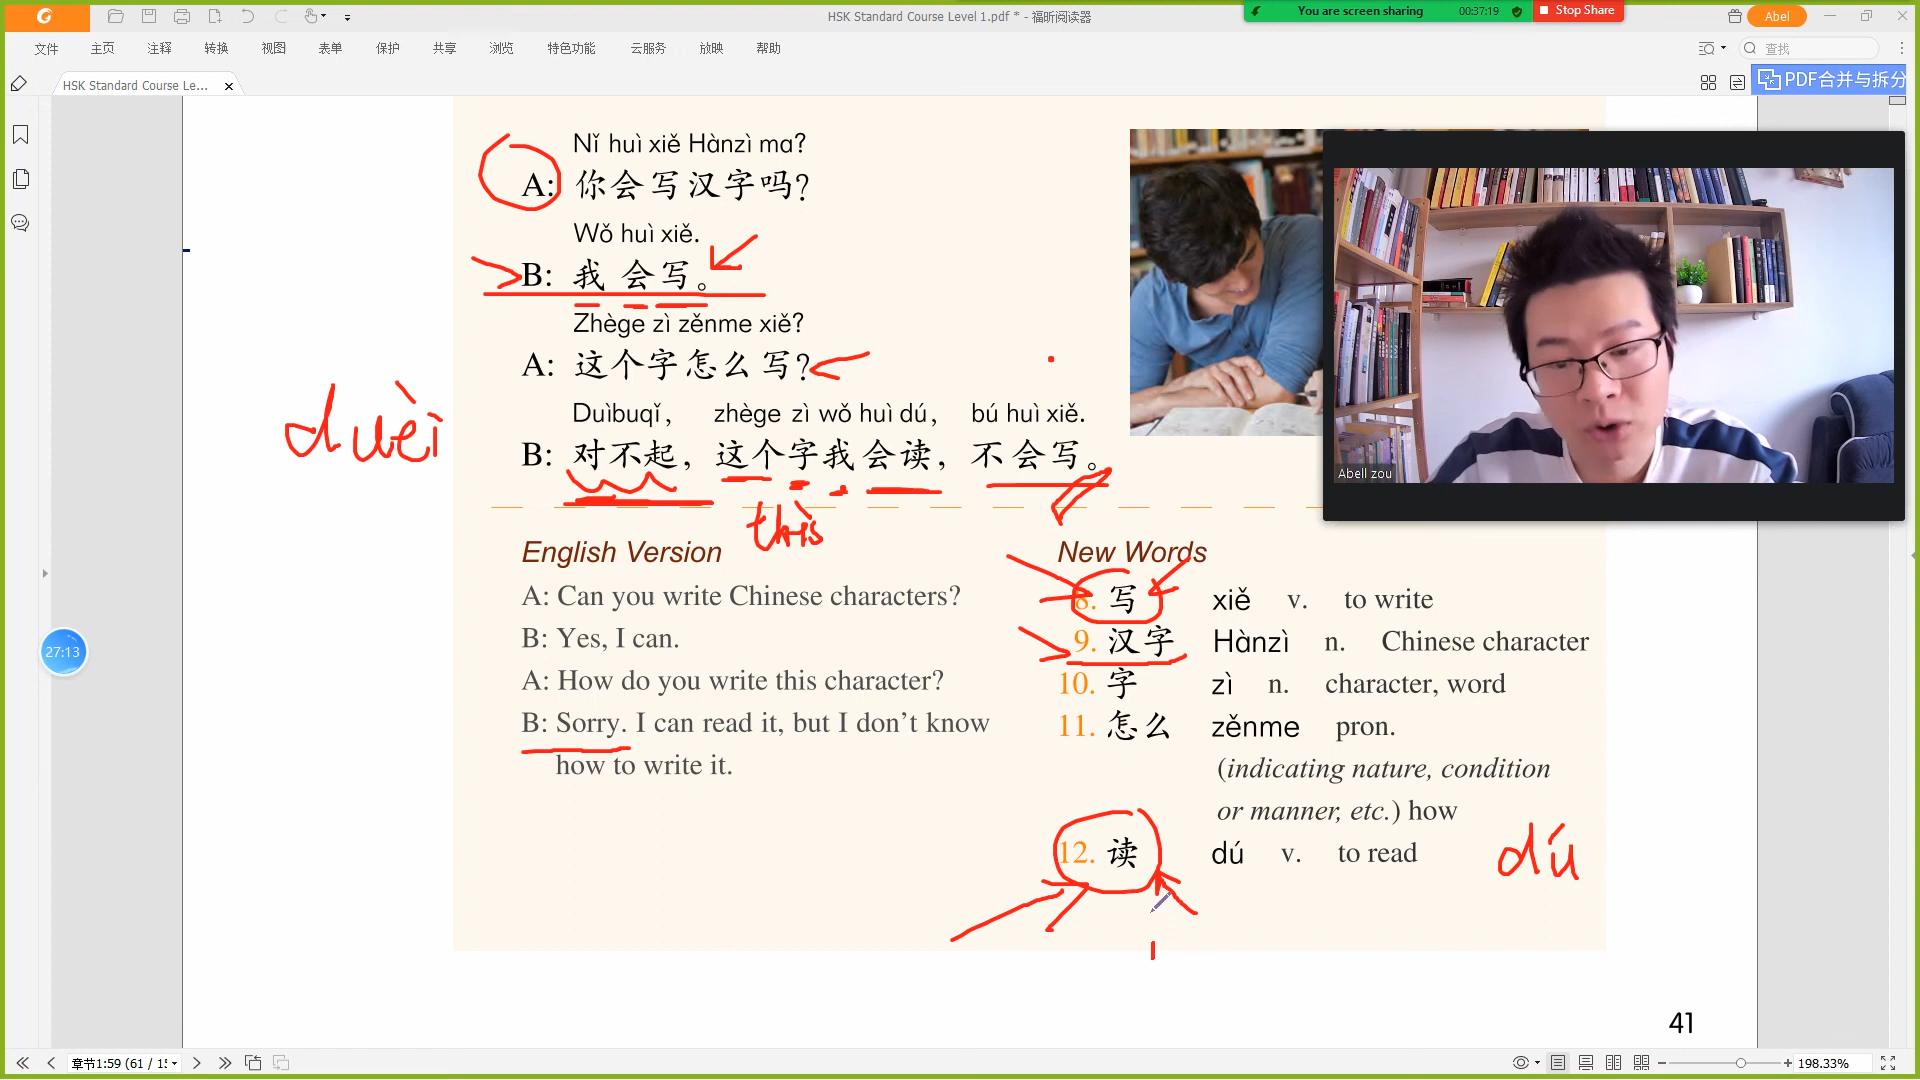 HSK Standard Course Level 1.pdf * - 福昕阅读器
You are screen sharing
00:37:19
Stop Share
Abel
文件 主页 注释 转换 视图 表单 保护 共享 浏览 特色功能 云服务 放映 帮助
查找
HSK Standard Course Le...
PDF合并与拆分
Nǐ huì xiě Hànzì ma?
A: 你会写汉字吗?
Wǒ huì xiě.
B: 我会写。
Zhège zì zěnme xiě?
A: 这个字怎么写?
Duìbuqǐ, zhège zì wǒ huì dú, bú huì xiě.
B: 对不起, 这个字我会读, 不会写。
duèi
this
Abell zou
English Version
A: Can you write Chinese characters?
B: Yes, I can.
A: How do you write this character?
B: Sorry. I can read it, but I don't know
how to write it.
New Words
8. 写 xiě v. to write
9. 汉字 Hànzì n. Chinese character
10. 字 zì n. character, word
11. 怎么 zěnme pron.
(indicating nature, condition
or manner, etc.) how
12. 读 dú v. to read
dú
27:13
41
章节1:59 (61 / 15
198.33%